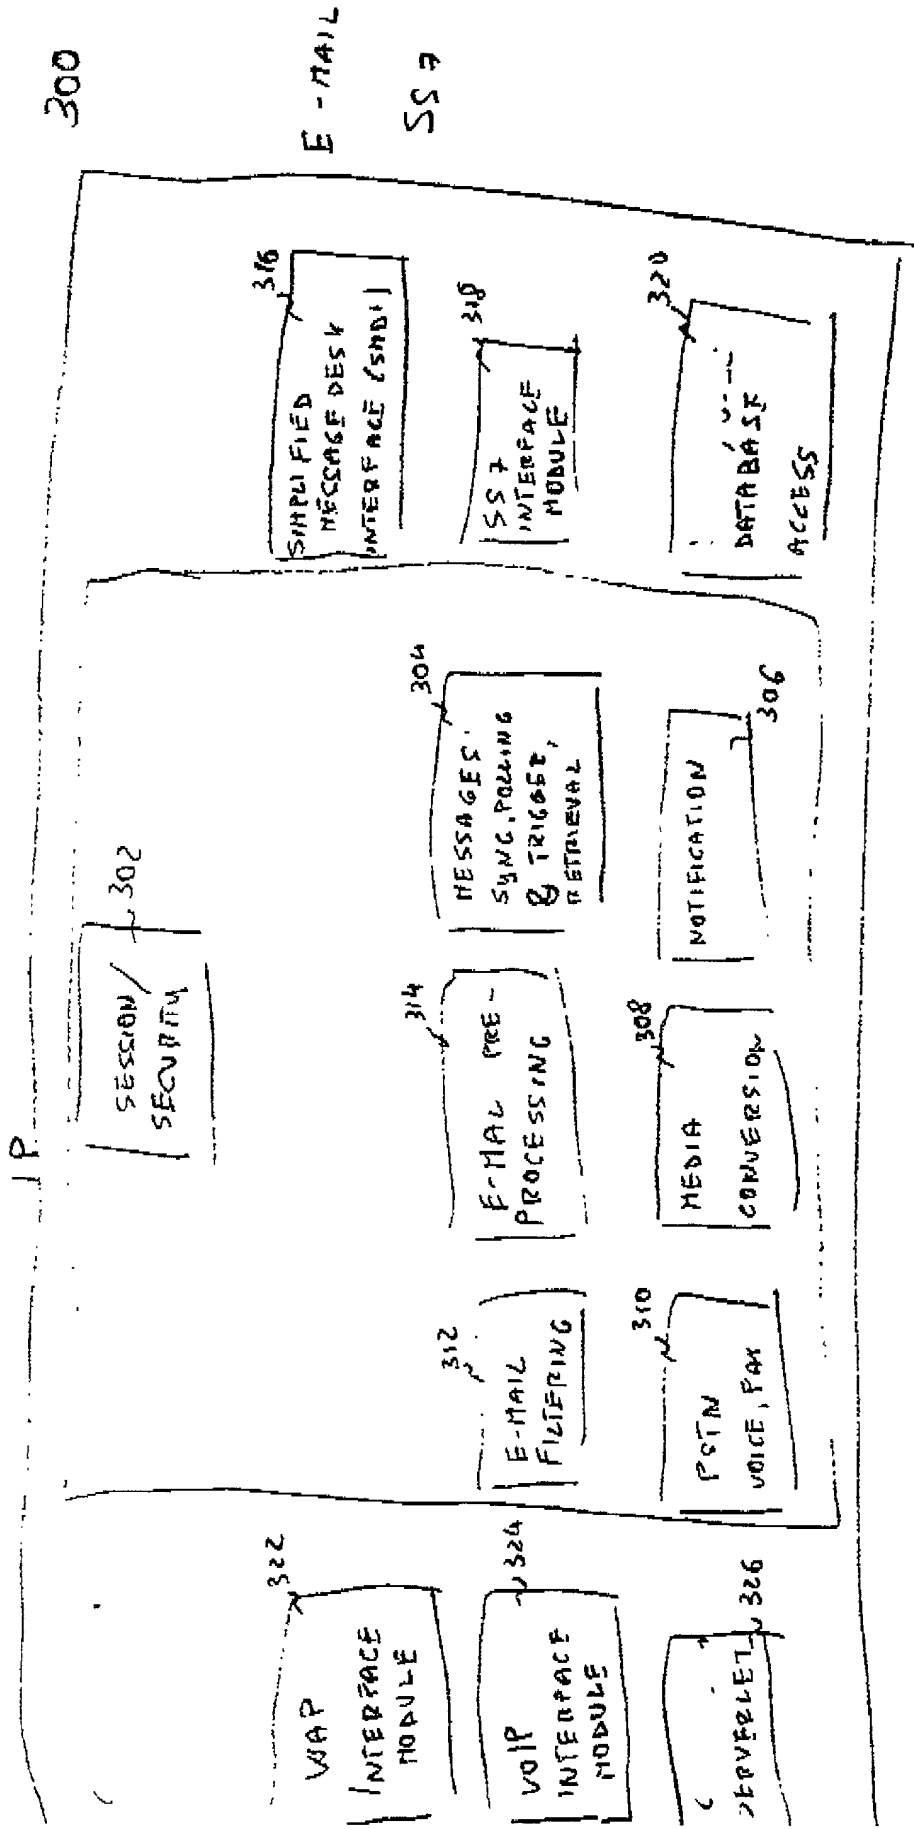 300
IP
E-MAIL
SS7
302
SESSION/
SECURITY
322
WAP
INTERFACE
MODULE
316
SIMPLIFIED
MESSAGE DESK
INTERFACE (SMDI)
324
VOIP
INTERFACE
MODULE
312
E-MAIL
FILTERING
314
E-MAL PRE-
PROCESSING
304
MESSAGES:
SYNC, POLLING
& TRIGGER,
RETRIEVAL
318
SS7
INTERFACE
MODULE
326
SERVERLET
310
PSTN
VOICE, FAX
308
MEDIA
CONVERSION
306
NOTIFICATION
320
DATABASE
ACCESS